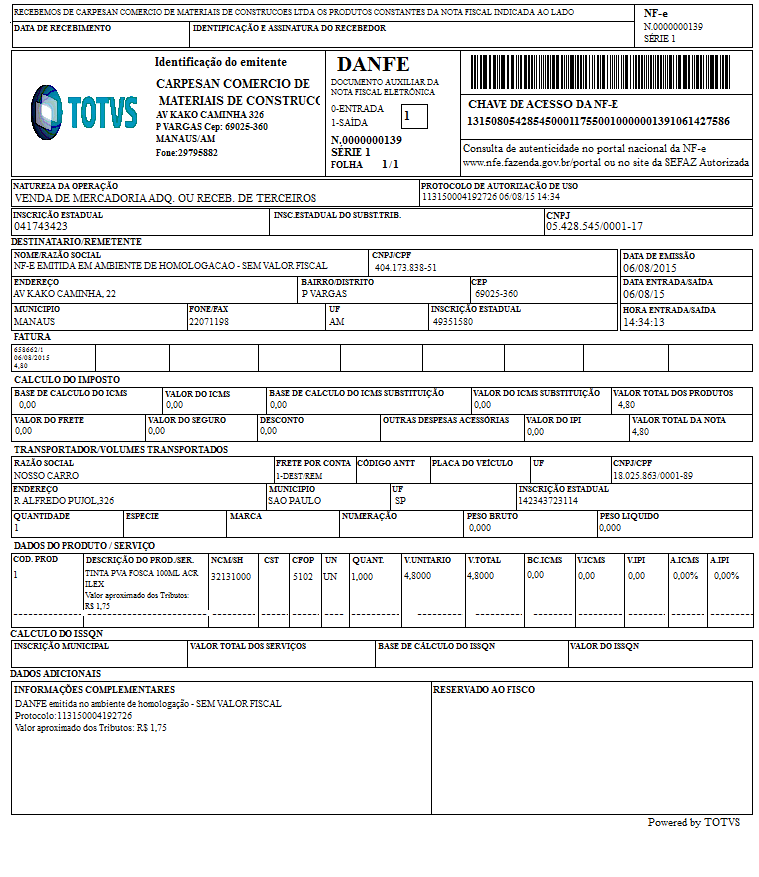 RECEBEMOS DE CARPESAN COMERCIO DE MATERIAIS DE CONSTRUCOES LTDA OS PRODUTOS CONSTANTES DA NOTA FISCAL INDICADA AO LADO
NF-e
N.0000000139
SÉRIE 1
DATA DE RECEBIMENTO
IDENTIFICAÇÃO E ASSINATURA DO RECEBEDOR
TOTVS
Identificação do emitente
CARPESAN COMERCIO DE
MATERIAIS DE CONSTRUCC
AV KAKO CAMINHA 326
P VARGAS Cep: 69025-360
MANAUS/AM
Fone:29795882
DANFE
DOCUMENTO AUXILIAR DA
NOTA FISCAL ELETRÔNICA
0-ENTRADA
1-SAÍDA
1
N.0000000139
SÉRIE 1
FOLHA 1/1
CHAVE DE ACESSO DA NF-E
13150805428545000117550010000001391061427586
Consulta de autenticidade no portal nacional da NF-e
www.nfe.fazenda.gov.br/portal ou no site da SEFAZ Autorizada
NATUREZA DA OPERAÇÃO
VENDA DE MERCADORIA ADQ. OU RECEB. DE TERCEIROS
PROTOCOLO DE AUTORIZAÇÃO DE USO
113150004192726 06/08/15 14:34
INSCRIÇÃO ESTADUAL
041743423
INSC.ESTADUAL DO SUBST.TRIB.
CNPJ
05.428.545/0001-17
DESTINATARIO/REMETENTE
NOME/RAZÃO SOCIAL
NF-E EMITIDA EM AMBIENTE DE HOMOLOGACAO - SEM VALOR FISCAL
CNPJ/CPF
404.173.838-51
DATA DE EMISSÃO
06/08/2015
ENDEREÇO
AV KAKO CAMINHA, 22
BAIRRO/DISTRITO
P VARGAS
CEP
69025-360
DATA ENTRADA/SAÍDA
06/08/15
MUNICIPIO
MANAUS
FONE/FAX
22071198
UF
AM
INSCRIÇÃO ESTADUAL
49351580
HORA ENTRADA/SAÍDA
14:34:13
FATURA
658662/1
06/08/2015
4,80
CALCULO DO IMPOSTO
BASE DE CALCULO DO ICMS
0,00
VALOR DO ICMS
0,00
BASE DE CALCULO DO ICMS SUBSTITUIÇÃO
0,00
VALOR DO ICMS SUBSTITUIÇÃO
0,00
VALOR TOTAL DOS PRODUTOS
4,80
VALOR DO FRETE
0,00
VALOR DO SEGURO
0,00
DESCONTO
0,00
OUTRAS DESPESAS ACESSÓRIAS
VALOR DO IPI
0,00
VALOR TOTAL DA NOTA
4,80
TRANSPORTADOR/VOLUMES TRANSPORTADOS
RAZÃO SOCIAL
NOSSO CARRO
FRETE POR CONTA
1-DEST/REM
CÓDIGO ANTT
PLACA DO VEÍCULO
UF
CNPJ/CPF
18.025.863/0001-89
ENDEREÇO
R ALFREDO PUJOL,326
MUNICIPIO
SAO PAULO
UF
SP
INSCRIÇÃO ESTADUAL
142343723114
QUANTIDADE
1
ESPECIE
MARCA
NUMERAÇÃO
PESO BRUTO
0,000
PESO LIQUIDO
0,000
DADOS DO PRODUTO / SERVIÇO
COD. PROD DESCRIÇÃO DO PROD./SER. NCM/SH CST CFOP UN QUANT. V.UNITARIO V.TOTAL BC.ICMS V.ICMS V.IPI A.ICMS A.IPI
1 TINTA PVA FOSCA 100ML ACR 32131000 5102 UN 1,000 4,8000 4,8000 0,00 0,00 0,00 0,00% 0,00%
ILEX
Valor aproximado dos Tributos:
R$ 1,75
CALCULO DO ISSQN
INSCRIÇÃO MUNICIPAL
VALOR TOTAL DOS SERVIÇOS
BASE DE CÁLCULO DO ISSQN
VALOR DO ISSQN
DADOS ADICIONAIS
INFORMAÇÕES COMPLEMENTARES
DANFE emitida no ambiente de homologação - SEM VALOR FISCAL
Protocolo:113150004192726
Valor aproximado dos Tributos: R$ 1,75
RESERVADO AO FISCO
Powered by TOTVS